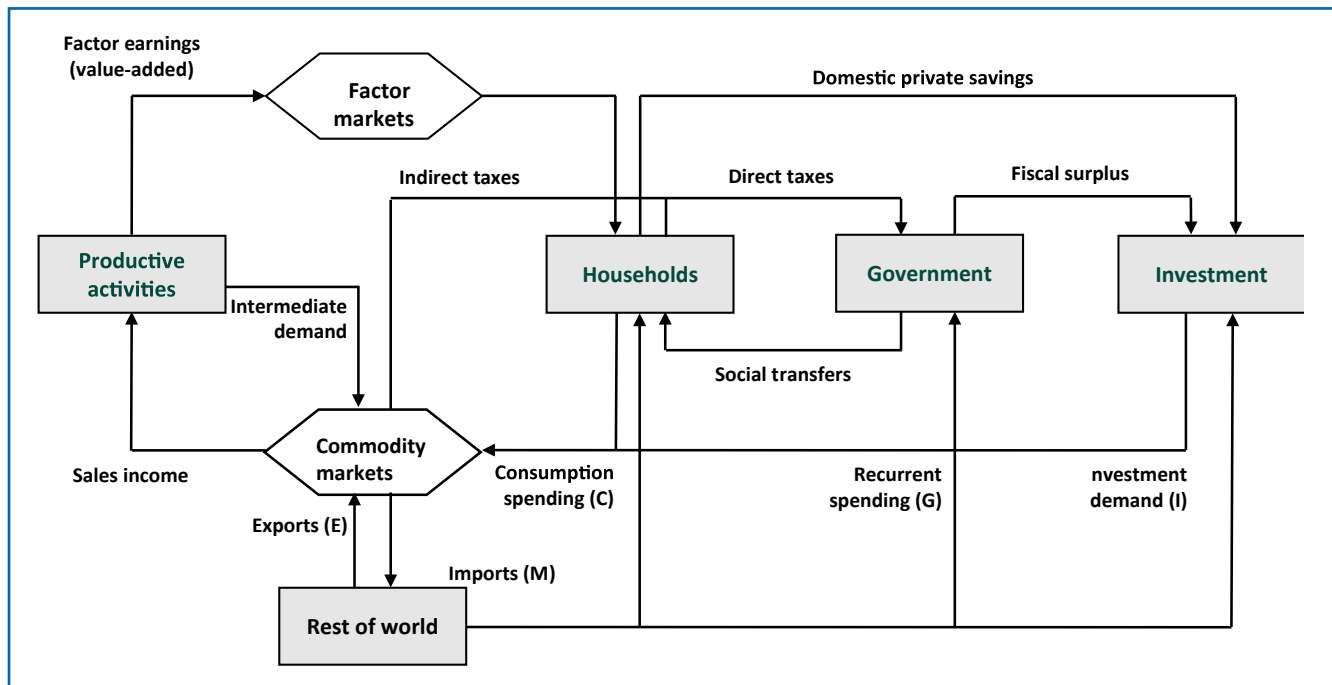 Factor earnings
(value-added)
Factor
markets
Domestic private savings
Indirect taxes
Direct taxes
Fiscal surplus
Productive
activities
Households
Government
Investment
Intermediate
demand
Social transfers
Commodity
markets
Sales income
Consumption
spending (C)
Recurrent
spending (G)
nvestment
demand (I)
Exports (E)
Imports (M)
Rest of world